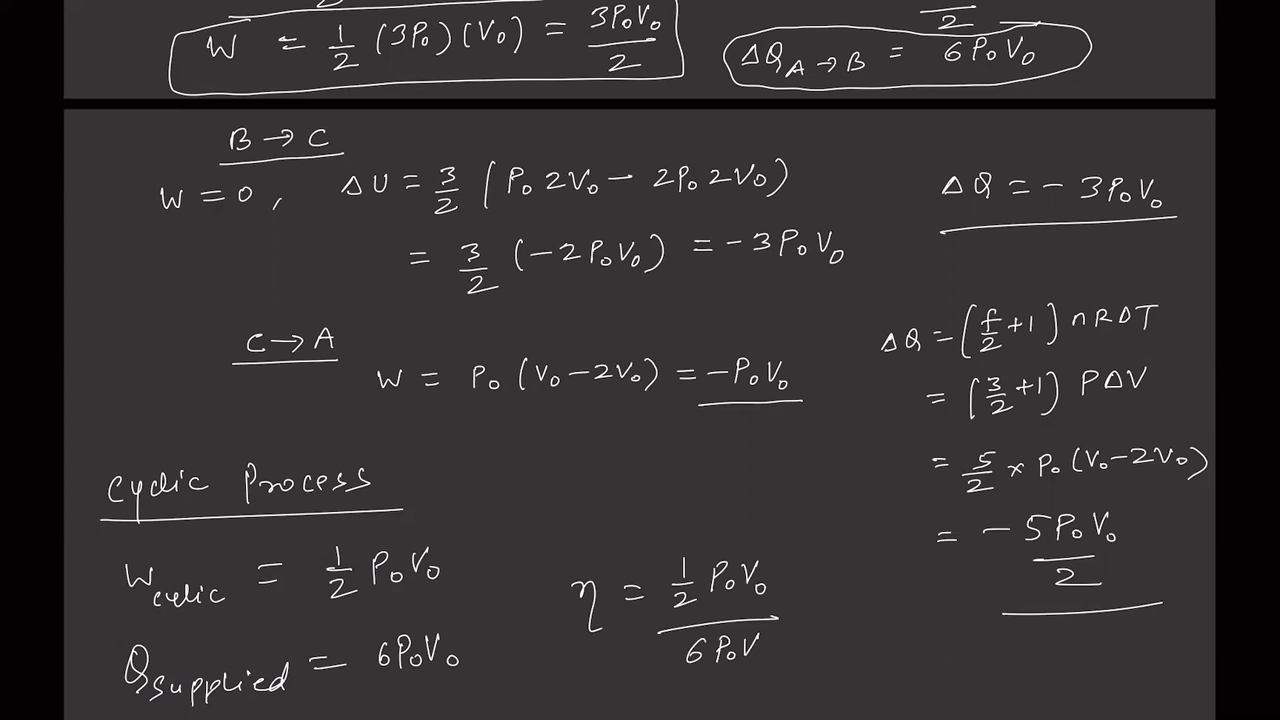 W = 1/2 (3P₀)(V₀) = 3P₀V₀/2
2
ΔQ_A→B = 6P₀V₀
B → C
W = 0, ΔU = 3/2 (P₀ 2V₀ − 2P₀ 2V₀)
= 3/2 (−2P₀V₀) = −3P₀V₀
ΔQ = −3P₀V₀
C → A
W = P₀ (V₀ − 2V₀) = −P₀V₀
ΔQ = (f/2 + 1) nRΔT
= (3/2 + 1) PΔV
= 5/2 × P₀ (V₀ − 2V₀)
= −5P₀V₀/2
Cyclic Process
W_cyclic = 1/2 P₀V₀
Q_supplied = 6P₀V₀
η = 1/2 P₀V₀ / 6P₀V